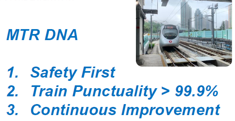 MTR DNA
1. Safety First
2. Train Punctuality > 99.9%
3. Continuous Improvement